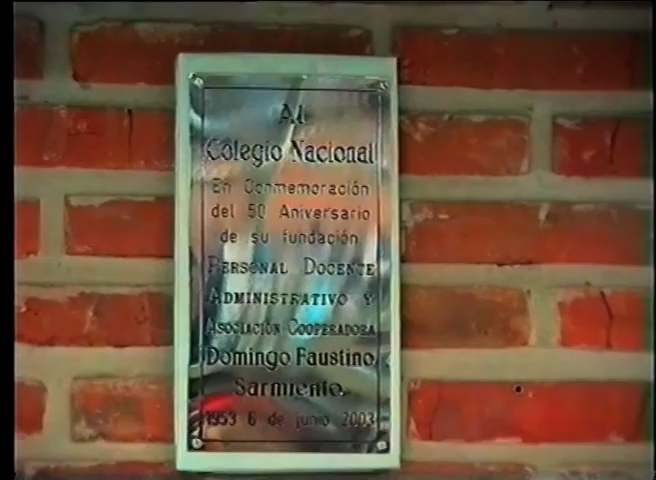 Al
Colegio Nacional
En Conmemoración
del 50 Aniversario
de su fundación
PERSONAL DOCENTE
ADMINISTRATIVO Y
ASOCIACIÓN COOPERADORA
DOMINGO FAUSTINO
SARMIENTO.
1953 6 de junio 2003